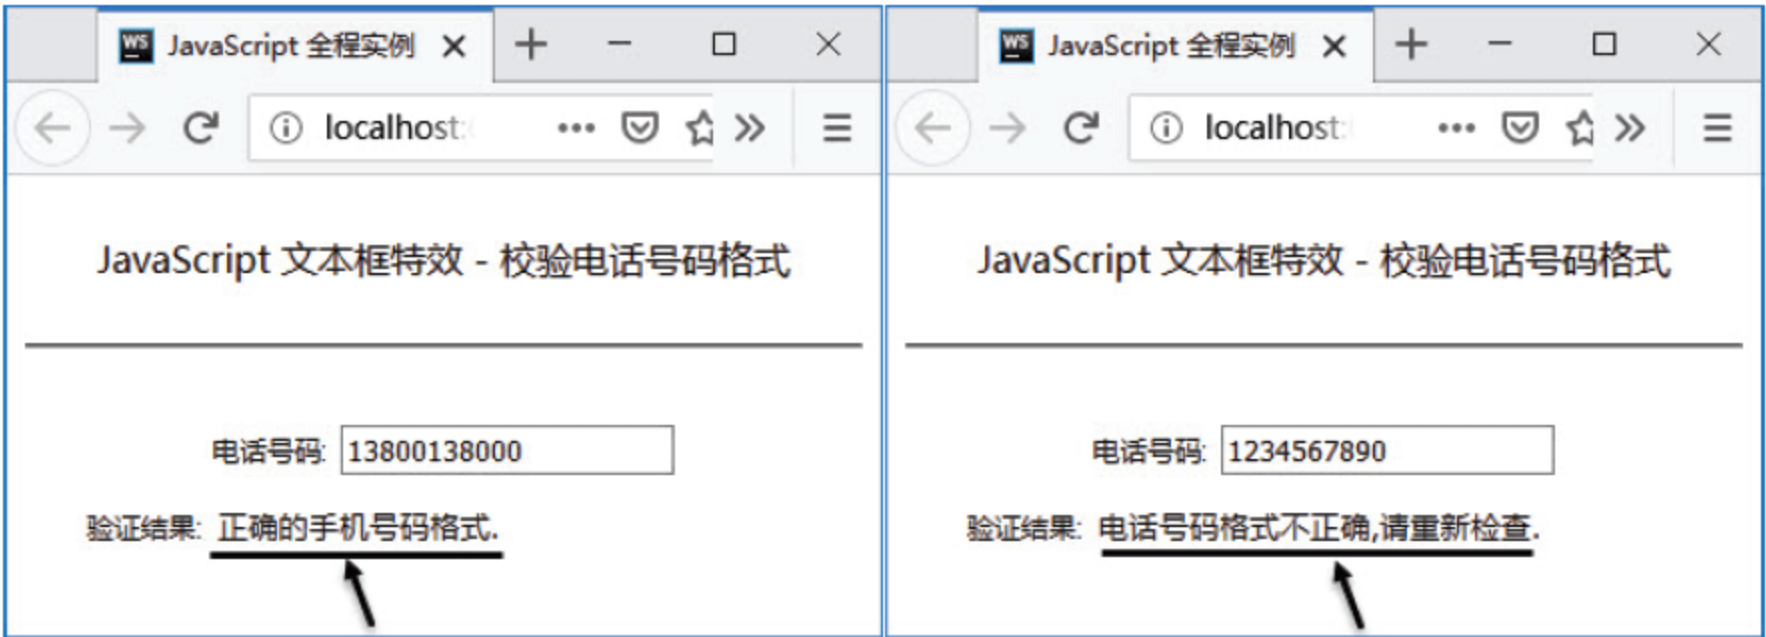 WS JavaScript 全程实例
localhost:
JavaScript 文本框特效 - 校验电话号码格式
电话号码: 13800138000
验证结果: 正确的手机号码格式.
WS JavaScript 全程实例
localhost:
JavaScript 文本框特效 - 校验电话号码格式
电话号码: 1234567890
验证结果: 电话号码格式不正确,请重新检查.